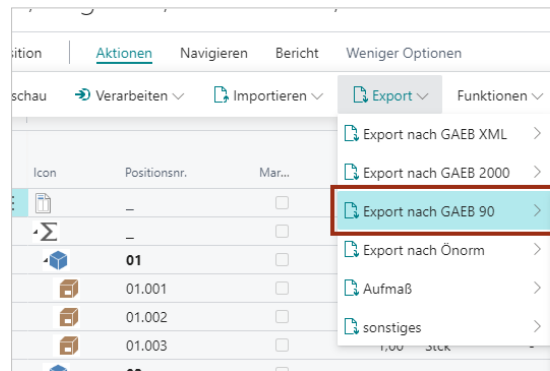 sition Aktionen Navigieren Bericht Weniger Optionen
schau Verarbeiten Importieren Export Funktionen
Export nach GAEB XML
Icon Positionsnr. Mar... Export nach GAEB 2000
_
Export nach GAEB 90
_
Export nach Önorm
01
01.001 Aufmaß
01.002
sonstiges
01.003 1,00 Stck -